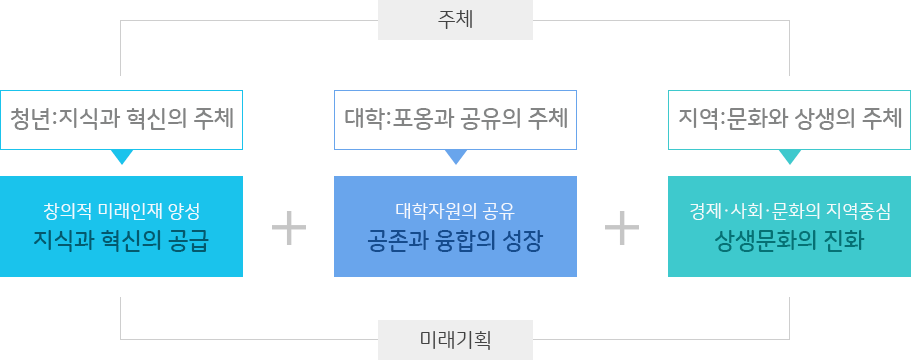 주체
청년:지식과 혁신의 주체
대학:포옹과 공유의 주체
지역:문화와 상생의 주체
창의적 미래인재 양성
지식과 혁신의 공급
대학자원의 공유
공존과 융합의 성장
경제·사회·문화의 지역중심
상생문화의 진화
미래기획